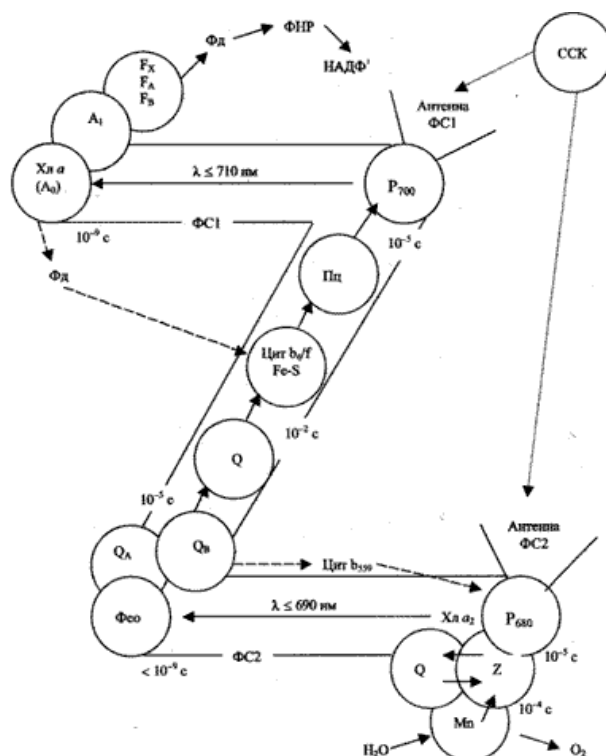 Фд
ФНР
НАДФ⁺
ССК
F_X
F_A
F_B
Антенна
ФС1
A₁
Хл a
(A₀)
λ ≤ 710 нм
P₇₀₀
10⁻⁹ с
ФС1
10⁻⁵ с
Фд
Пц
Цит b₆/f
Fe-S
10⁻² с
Q
10⁻⁵ с
Антенна
ФС2
Q_A
Q_B
Цит b₅₅₉
Фео
λ ≤ 690 нм
Хл a₂
P₆₈₀
< 10⁻⁹ с
ФС2
Q
Z
10⁻⁵ с
10⁻⁴ с
Mn
H₂O
O₂